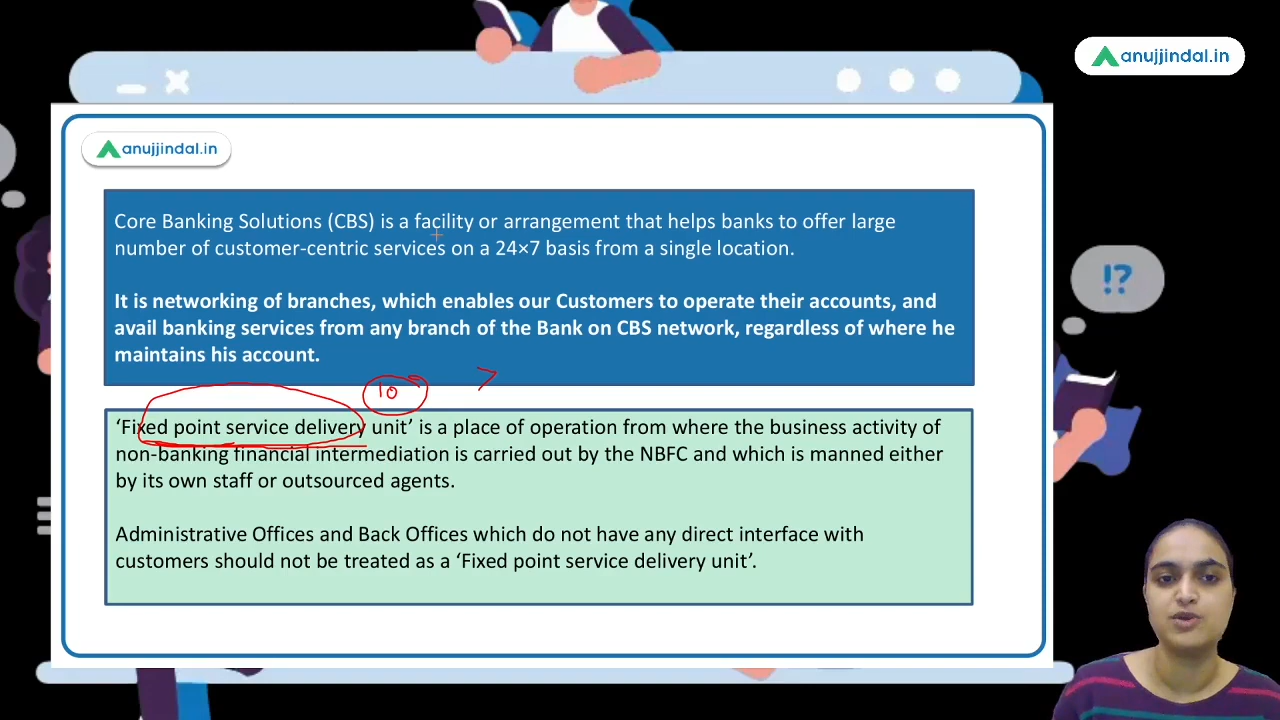 anujjindal.in
anujjindal.in
Core Banking Solutions (CBS) is a facility or arrangement that helps banks to offer large
number of customer-centric services on a 24×7 basis from a single location.
It is networking of branches, which enables our Customers to operate their accounts, and
avail banking services from any branch of the Bank on CBS network, regardless of where he
maintains his account.
10
‘Fixed point service delivery unit’ is a place of operation from where the business activity of
non-banking financial intermediation is carried out by the NBFC and which is manned either
by its own staff or outsourced agents.
Administrative Offices and Back Offices which do not have any direct interface with
customers should not be treated as a ‘Fixed point service delivery unit’.
!?